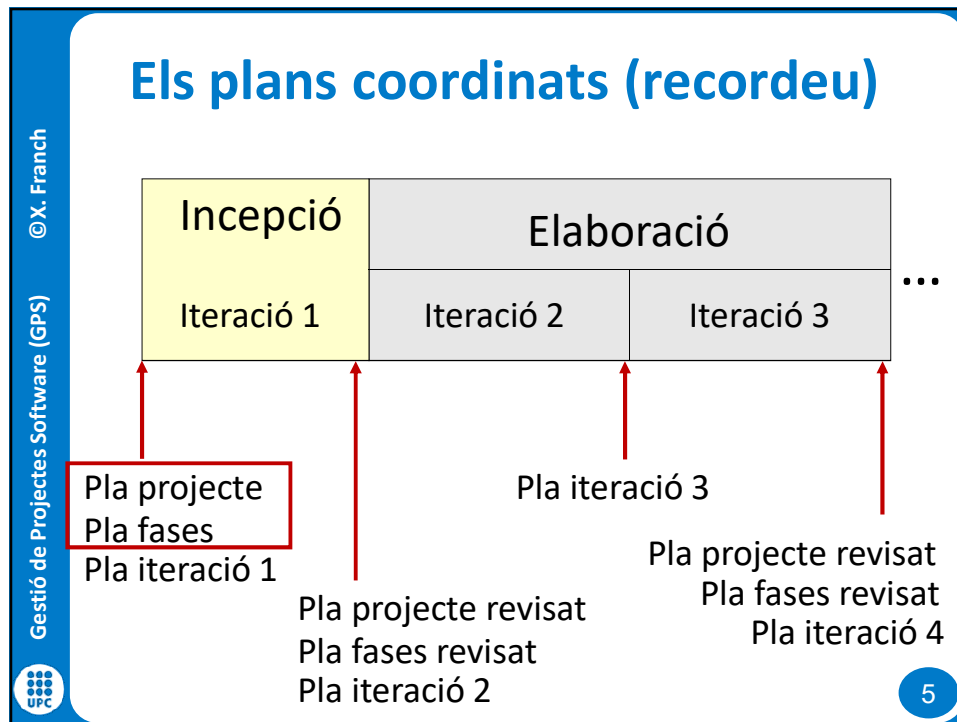 Els plans coordinats (recordeu)
Gestió de Projectes Software (GPS) ©X. Franch
Incepció
Elaboració
...
Iteració 1
Iteració 2
Iteració 3
Pla projecte
Pla fases
Pla iteració 1
Pla projecte revisat
Pla fases revisat
Pla iteració 2
Pla iteració 3
Pla projecte revisat
Pla fases revisat
Pla iteració 4
UPC
5